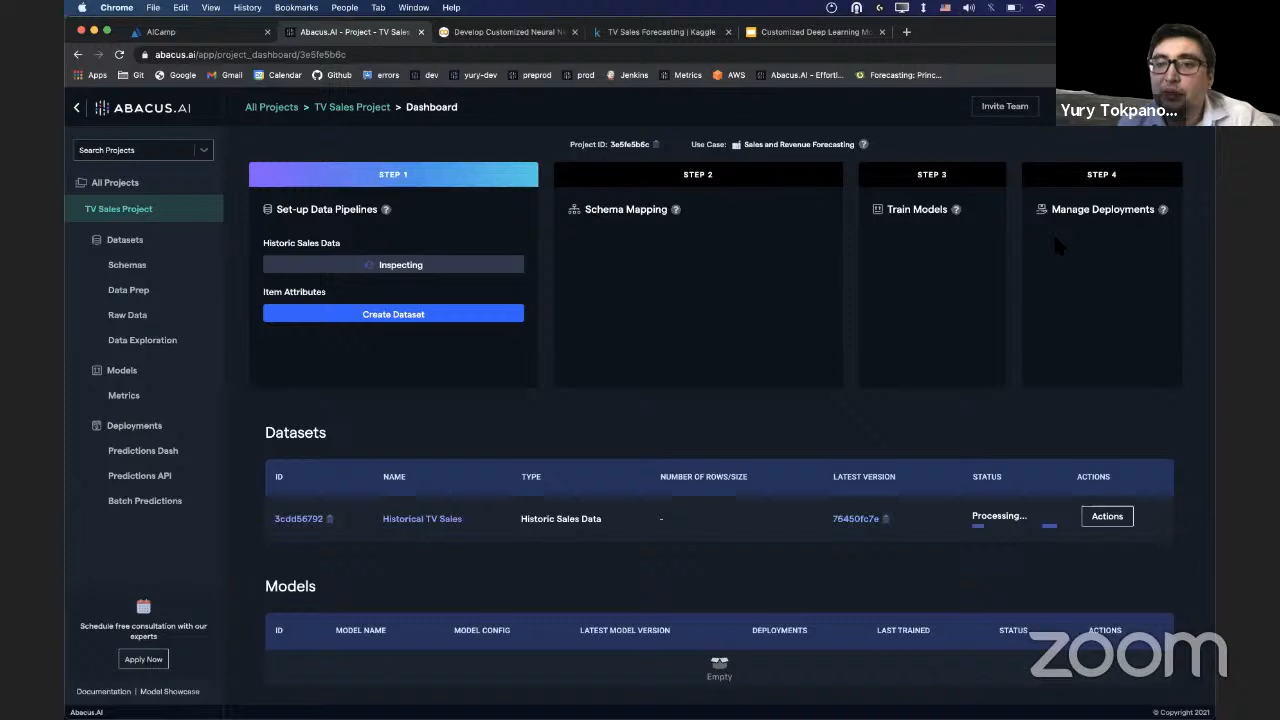 Chrome File Edit View History Bookmarks People Tab Window Help
AICamp
Abacus.AI - Project - TV Sales
Develop Customized Neural N
TV Sales Forecasting | Kaggle
Customized Deep Learning M
abacus.ai/app/project_dashboard/3e5fe5b6c
Apps Git Google Gmail Calendar Github errors dev yury-dev preprod prod Jenkins Metrics AWS Abacus.AI - Effortl... Forecasting: Princ...
Yury Tokpano...
ABACUS.AI
All Projects > TV Sales Project > Dashboard
Invite Team
Search Projects
Project ID: 3e5fe5b6c Use Case: Sales and Revenue Forecasting ?
All Projects
TV Sales Project
Datasets
Schemas
Data Prep
Raw Data
Data Exploration
Models
Metrics
Deployments
Predictions Dash
Predictions API
Batch Predictions
Schedule free consultation with our
experts
Apply Now
Documentation | Model Showcase
STEP 1
Set-up Data Pipelines ?
Historic Sales Data
Inspecting
Item Attributes
Create Dataset
STEP 2
Schema Mapping ?
STEP 3
Train Models ?
STEP 4
Manage Deployments ?
Datasets
ID NAME TYPE NUMBER OF ROWS/SIZE LATEST VERSION STATUS ACTIONS
3cdd56792 Historical TV Sales Historic Sales Data - 76450fc7e Processing... Actions
Models
ID MODEL NAME MODEL CONFIG LATEST MODEL VERSION DEPLOYMENTS LAST TRAINED STATUS ACTIONS
Empty
zoom
Abacus.AI
© Copyright 2021